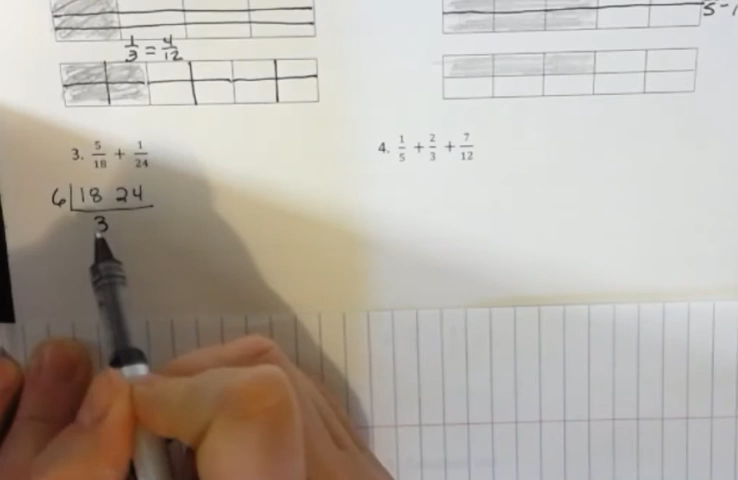 1/3 = 4/12
3. 5/18 + 1/24
4. 1/5 + 2/3 + 7/12
6 18 24
3